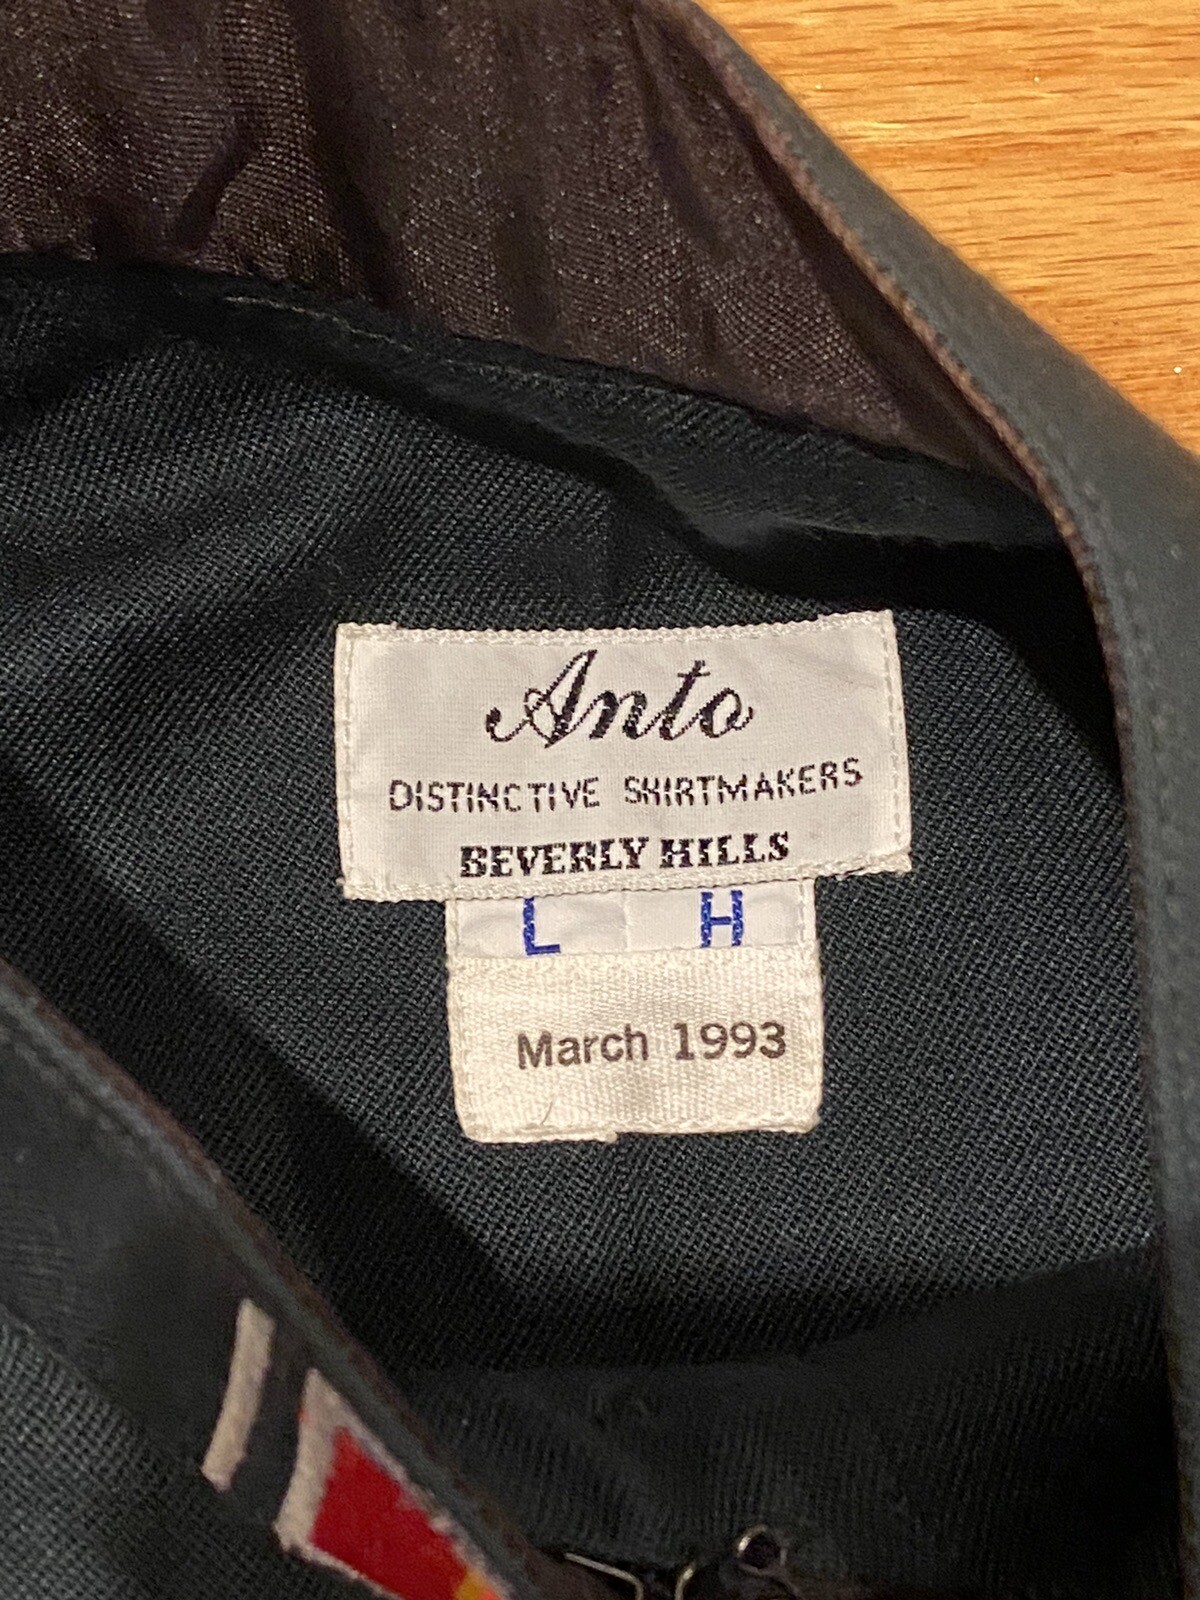 Anto
DISTINCTIVE SHIRTMAKERS
BEVERLY HILLS
L H
March 1993